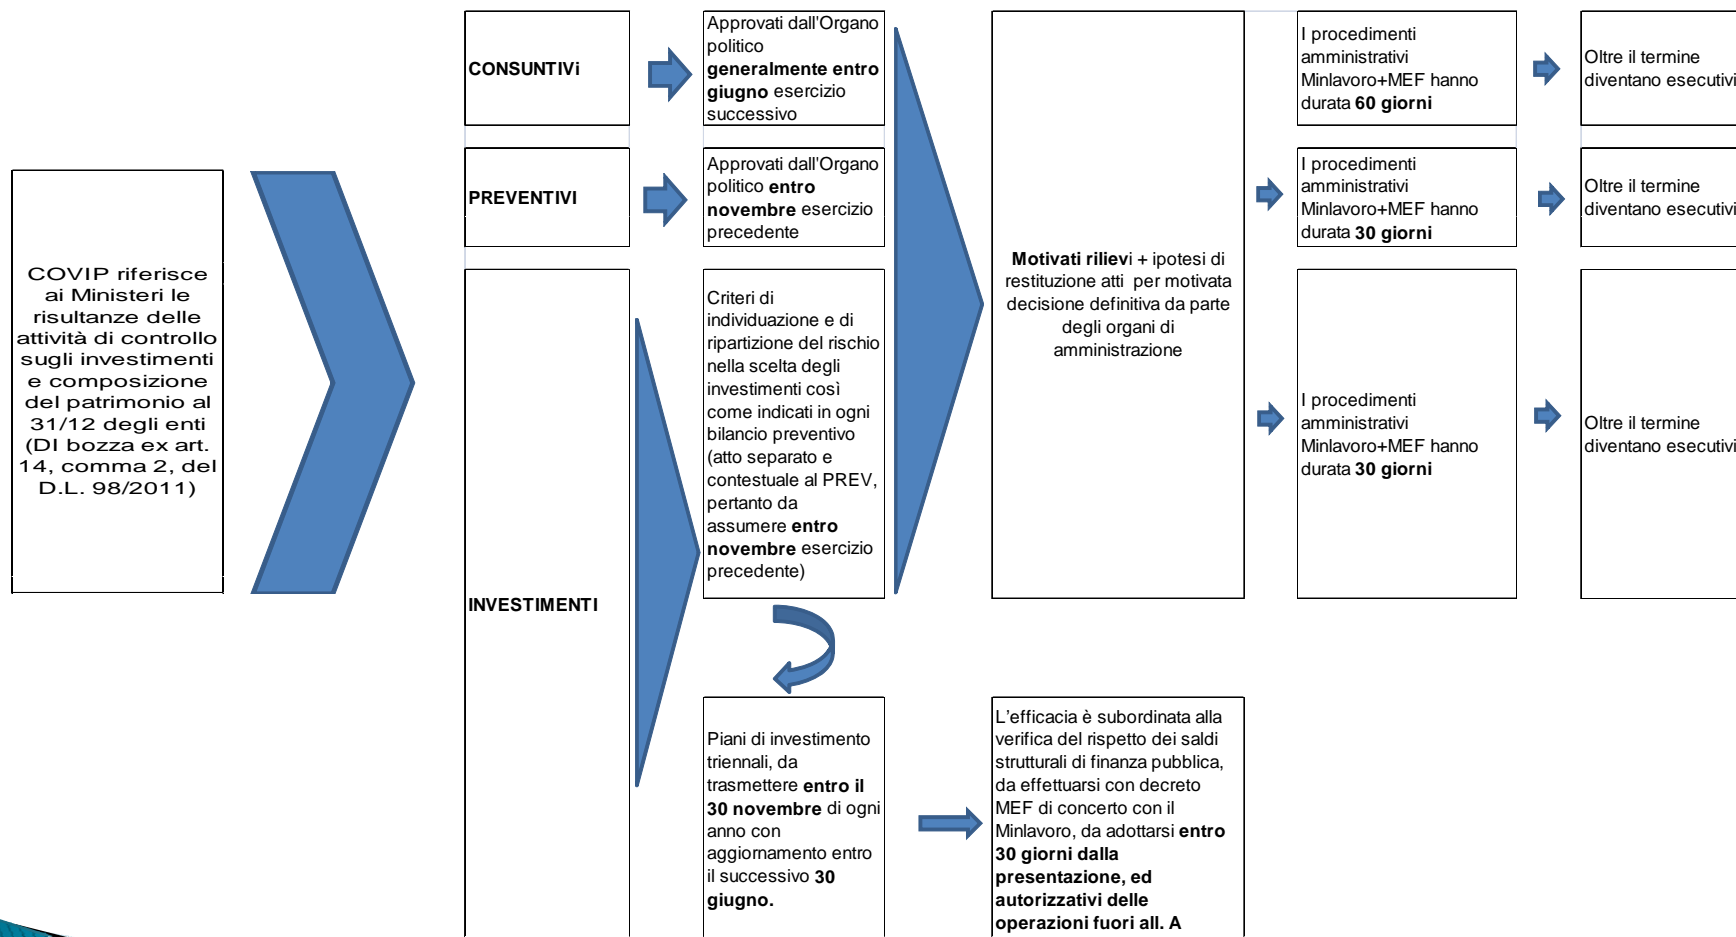 COVIP riferisce
ai Ministeri le
risultanze delle
attività di controllo
sugli investimenti
e composizione
del patrimonio al
31/12 degli enti
(DI bozza ex art.
14, comma 2, del
D.L. 98/2011)
CONSUNTIVi
Approvati dall'Organo
politico
generalmente entro
giugno esercizio
successivo
PREVENTIVI
Approvati dall'Organo
politico entro
novembre esercizio
precedente
INVESTIMENTI
Criteri di
individuazione e di
ripartizione del rischio
nella scelta degli
investimenti così
come indicati in ogni
bilancio preventivo
(atto separato e
contestuale al PREV,
pertanto da
assumere entro
novembre esercizio
precedente)
Motivati rilievi + ipotesi di
restituzione atti per motivata
decisione definitiva da parte
degli organi di
amministrazione
I procedimenti
amministrativi
Minlavoro+MEF hanno
durata 60 giorni
Oltre il termine
diventano esecutivi
I procedimenti
amministrativi
Minlavoro+MEF hanno
durata 30 giorni
Oltre il termine
diventano esecutivi
I procedimenti
amministrativi
Minlavoro+MEF hanno
durata 30 giorni
Oltre il termine
diventano esecutivi
Piani di investimento
triennali, da
trasmettere entro il
30 novembre di ogni
anno con
aggiornamento entro
il successivo 30
giugno.
L'efficacia è subordinata alla
verifica del rispetto dei saldi
strutturali di finanza pubblica,
da effettuarsi con decreto
MEF di concerto con il
Minlavoro, da adottarsi entro
30 giorni dalla
presentazione, ed
autorizzativi delle
operazioni fuori all. A